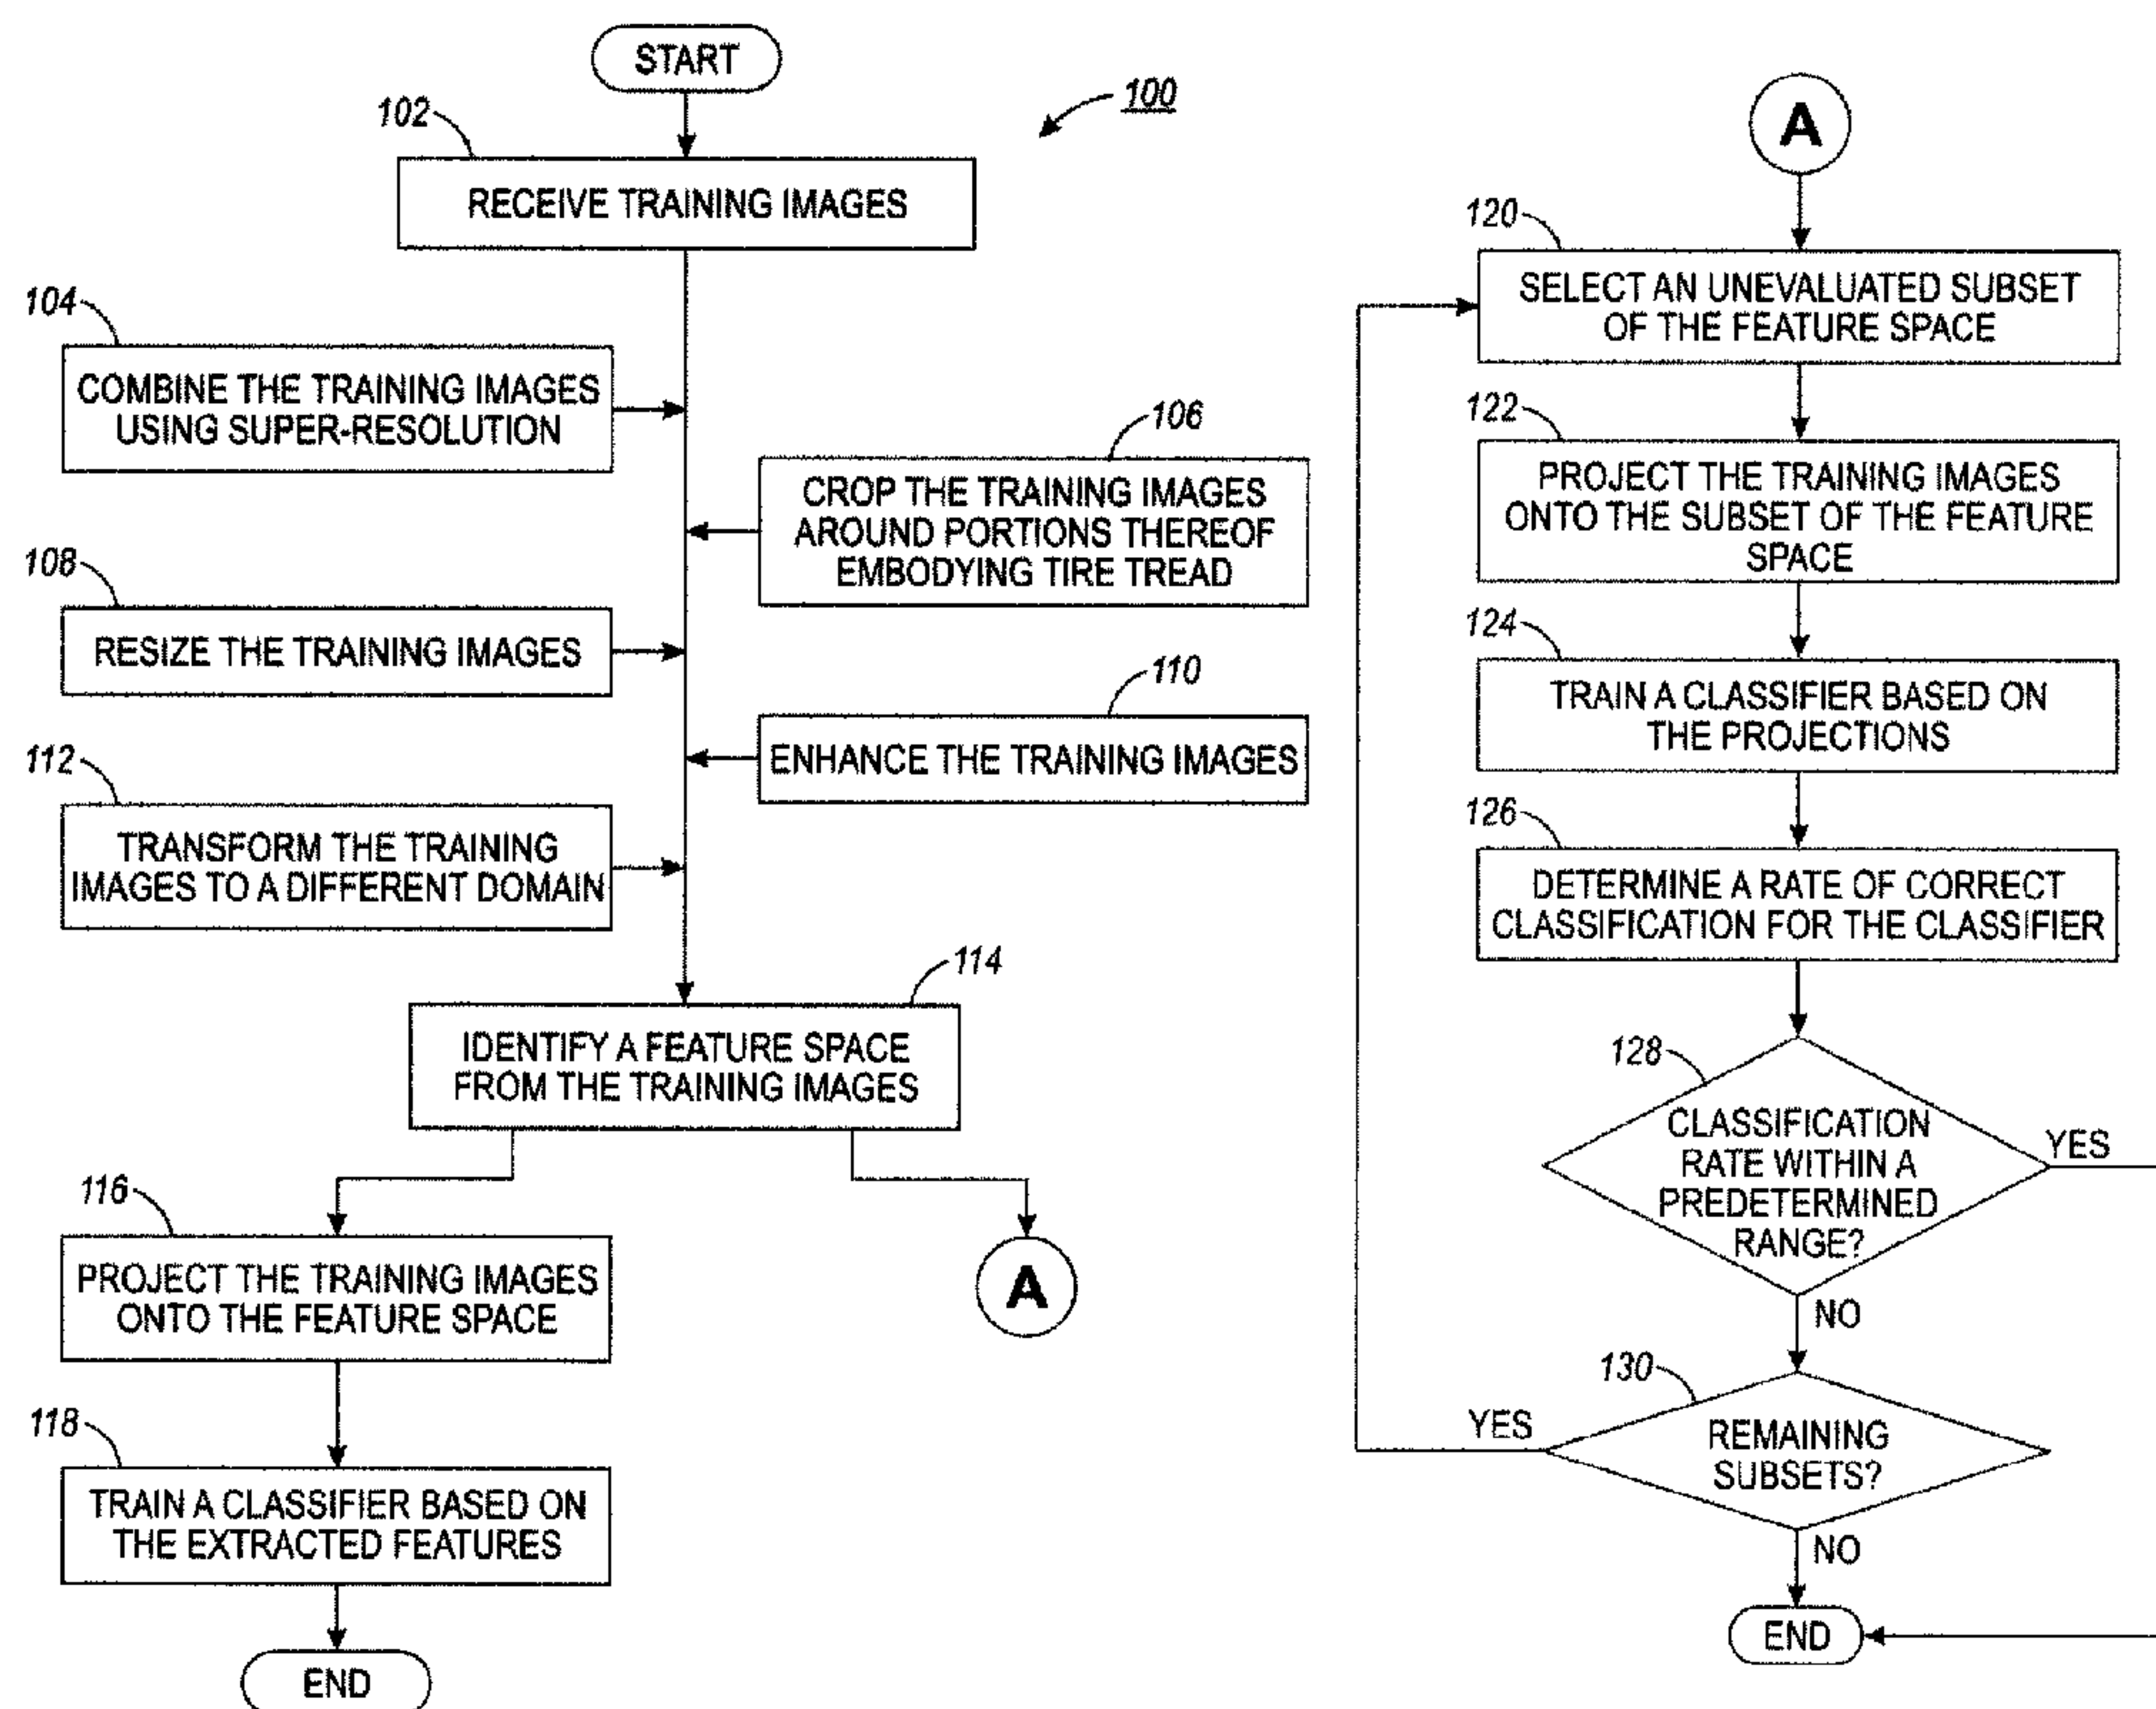 START
100
102
RECEIVE TRAINING IMAGES
104
COMBINE THE TRAINING IMAGES
USING SUPER-RESOLUTION
106
CROP THE TRAINING IMAGES
AROUND PORTIONS THEREOF
EMBODYING TIRE TREAD
108
RESIZE THE TRAINING IMAGES
110
ENHANCE THE TRAINING IMAGES
112
TRANSFORM THE TRAINING
IMAGES TO A DIFFERENT DOMAIN
114
IDENTIFY A FEATURE SPACE
FROM THE TRAINING IMAGES
116
PROJECT THE TRAINING IMAGES
ONTO THE FEATURE SPACE
A
118
TRAIN A CLASSIFIER BASED ON
THE EXTRACTED FEATURES
END
A
120
SELECT AN UNEVALUATED SUBSET
OF THE FEATURE SPACE
122
PROJECT THE TRAINING IMAGES
ONTO THE SUBSET OF THE FEATURE
SPACE
124
TRAIN A CLASSIFIER BASED ON
THE PROJECTIONS
126
DETERMINE A RATE OF CORRECT
CLASSIFICATION FOR THE CLASSIFIER
128
CLASSIFICATION
RATE WITHIN A
PREDETERMINED
RANGE?
YES
NO
130
REMAINING
SUBSETS?
YES
NO
END